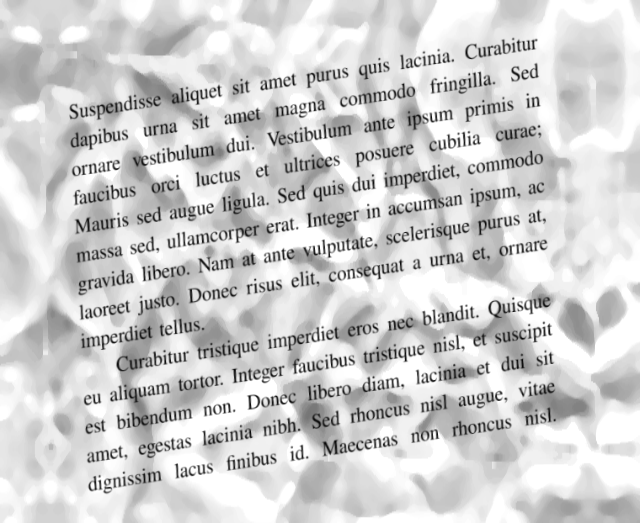 Suspendisse aliquet sit amet purus quis lacinia. Curabitur
dapibus urna sit amet magna commodo fringilla. Sed
ornare vestibulum dui. Vestibulum ante ipsum primis in
faucibus orci luctus et ultrices posuere cubilia curae;
Mauris sed augue ligula. Sed quis dui imperdiet, commodo
massa sed, ullamcorper erat. Integer in accumsan ipsum, ac
gravida libero. Nam at ante vulputate, scelerisque purus at,
laoreet justo. Donec risus elit, consequat a urna et, ornare
imperdiet tellus.
Curabitur tristique imperdiet eros nec blandit. Quisque
eu aliquam tortor. Integer faucibus tristique nisl, et suscipit
est bibendum non. Donec libero diam, lacinia et dui sit
amet, egestas lacinia nibh. Sed rhoncus nisl augue, vitae
dignissim lacus finibus id. Maecenas non rhoncus nisl.